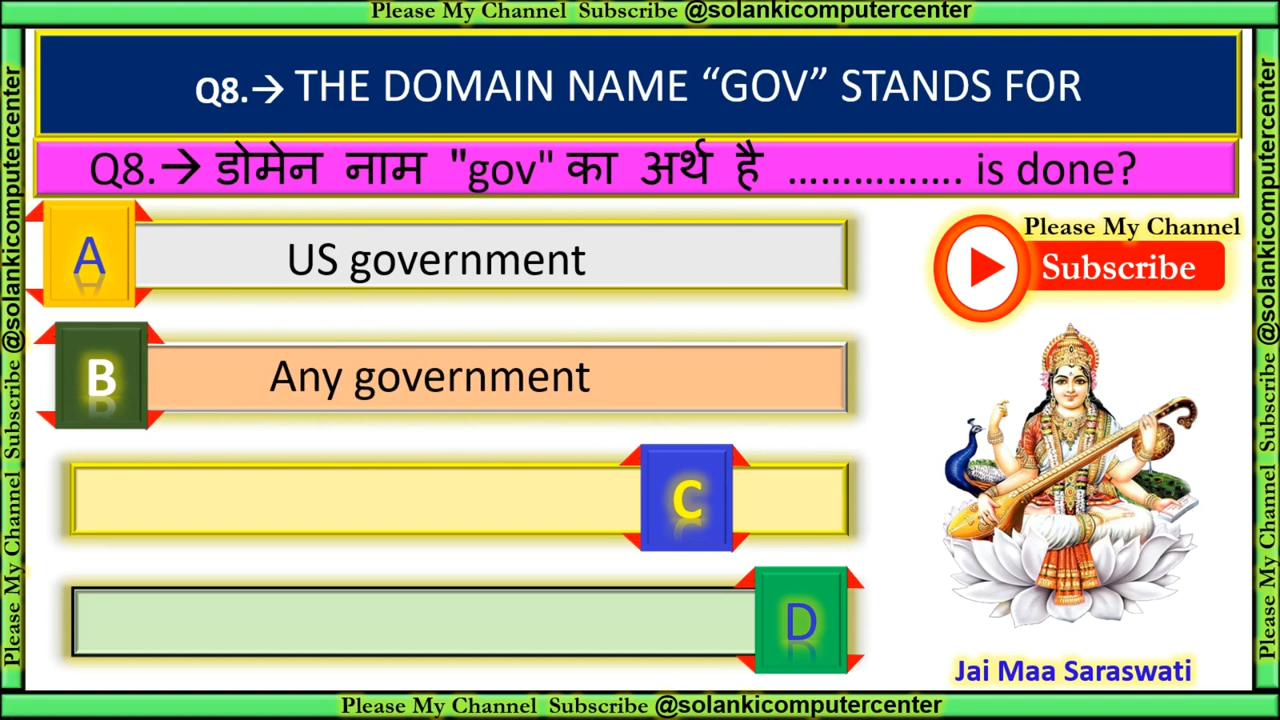 Please My Channel Subscribe @solankicomputercenter
Q8.→ THE DOMAIN NAME “GOV” STANDS FOR
Q8.→ डोमेन नाम "gov" का अर्थ है ……………. is done?
A
US government
B
Any government
C
D
Please My Channel
Subscribe
Jai Maa Saraswati
Please My Channel Subscribe @solankicomputercenter
Please My Channel Subscribe @solankicomputercenter
Please My Channel Subscribe @solankicomputercenter